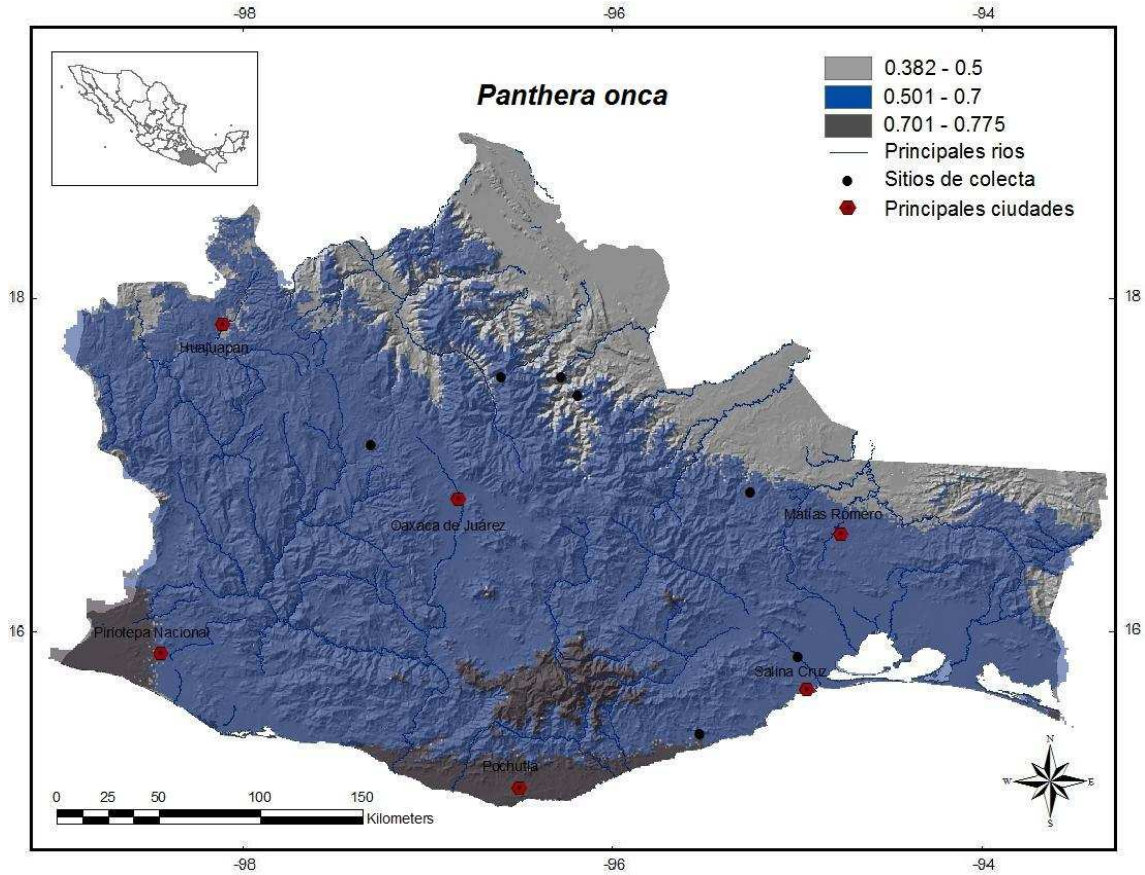 -98 -96 -94
Panthera onca
0.382 - 0.5
0.501 - 0.7
0.701 - 0.775
Principales rios
Sitios de colecta
Principales ciudades
18 18
Huajuapan
Oaxaca de Juárez
Matías Romero
16 16
Piriotepa Nacional
Salina Cruz
Pochutla
N
W E
S
0 25 50 100 150
Kilometers
-98 -96 -94